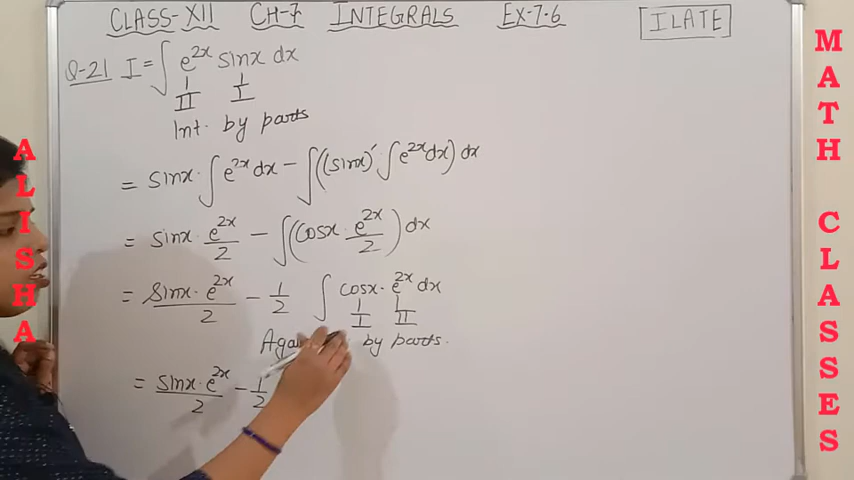 CLASS-XII CH-7 INTEGRALS EX-7.6 ILATE
Q-21 I = ∫ e^{2x} sinx dx
II I
Int. by parts
= sinx · ∫ e^{2x} dx - ∫ ((sinx)' ∫ e^{2x} dx) dx
= sinx · e^{2x}/2 - ∫ (cosx · e^{2x}/2) dx
= sinx · e^{2x}/2 - 1/2 ∫ cosx · e^{2x} dx
I II
by parts.
= sinx · e^{2x}/2 - 1/2
ALISHA
MATH CLASSES